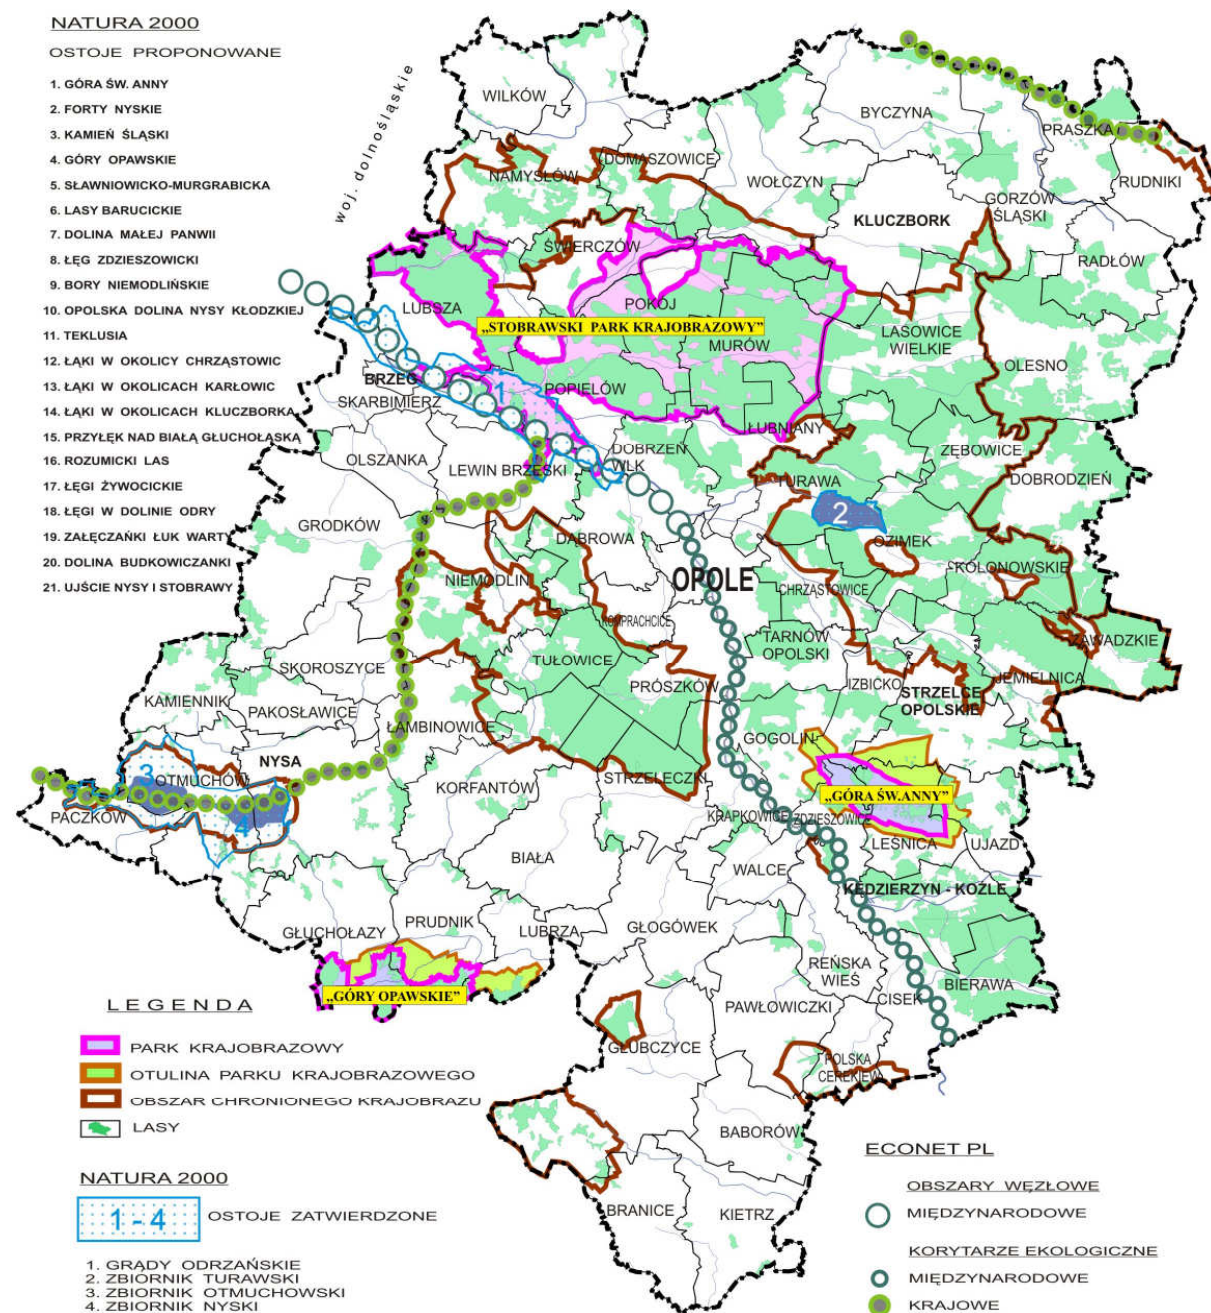 NATURA 2000
OSTOJE PROPONOWANE
1. GÓRA ŚW. ANNY
2. FORTY NYSKIE
3. KAMIEŃ ŚLĄSKI
4. GÓRY OPAWSKIE
5. SŁAWNIOWICKO-MURGRABICKA
6. LASY BARUCICKIE
7. DOLINA MAŁEJ PANWII
8. ŁĘG ZDZIESZOWICKI
9. BORY NIEMODLIŃSKIE
10. OPOLSKA DOLINA NYSY KŁODZKIEJ
11. TEKLUSIA
12. ŁĄKI W OKOLICY CHRZĄSTOWIC
13. ŁĄKI W OKOLICACH KARŁOWIC
14. ŁĄKI W OKOLICACH KLUCZBORKA
15. PRZYŁĘK NAD BIAŁĄ GŁUCHOŁASKĄ
16. ROZUMICKI LAS
17. ŁĘGI ŻYWOCICKIE
18. ŁĘGI W DOLINIE ODRY
19. ZAŁĘCZAŃKI ŁUK WARTY
20. DOLINA BUDKOWICZANKI
21. UJŚCIE NYSY I STOBRAWY
woj. dolnośląskie
WILKÓW
BYCZYNA
PRASZKA
DOMASZOWICE
NAMYSŁÓW
WOŁCZYN
RUDNIKI
GORZÓW
ŚLĄSKI
KLUCZBORK
ŚWIERCZÓW
RADŁÓW
LUBSZA
POKÓJ
„STOBRAWSKI PARK KRAJOBRAZOWY”
MURÓW
LASOWICE
WIELKIE
OLESNO
BRZEG
1
POPIELÓW
SKARBIMIERZ
ŁUBNIANY
OLSZANKA
LEWIN BRZESKI
DOBRZEŃ
WLK
ZĘBOWICE
DOBRODZIEŃ
TURAWA
2
GRODKÓW
DĄBROWA
OZIMEK
KOLONOWSKIE
NIEMODLIN
OPOLE
CHRZĄSTOWICE
KOMPRACHCICE
TARNÓW
OPOLSKI
ZAWADZKIE
SKOROSZYCE
TUŁOWICE
PRÓSZKÓW
IZBICKO
STRZELCE
OPOLSKIE
JEMIELNICA
KAMIENNIK
PAKOSŁAWICE
ŁAMBINOWICE
GOGOLIN
NYSA
OTMUCHÓW
3
STRZELECZKI
KORFANTÓW
„GÓRA ŚW.ANNY”
PACZKÓW
4
KRAPKOWICE
ZDZIESZOWICE
LEŚNICA
UJAZD
BIAŁA
WALCE
KĘDZIERZYN - KOŹLE
GŁUCHOŁAZY
PRUDNIK
LUBRZA
GŁOGÓWEK
REŃSKA
WIEŚ
BIERAWA
„GÓRY OPAWSKIE”
PAWŁOWICZKI
CISEK
GŁUBCZYCE
POLSKA
CEREKIEW
BABORÓW
BRANICE
KIETRZ
LEGENDA
PARK KRAJOBRAZOWY
OTULINA PARKU KRAJOBRAZOWEGO
OBSZAR CHRONIONEGO KRAJOBRAZU
LASY
NATURA 2000
1 - 4
OSTOJE ZATWIERDZONE
1. GRĄDY ODRZAŃSKIE
2. ZBIORNIK TURAWSKI
3. ZBIORNIK OTMUCHOWSKI
4. ZBIORNIK NYSKI
ECONET PL
OBSZARY WĘZŁOWE
MIĘDZYNARODOWE
KORYTARZE EKOLOGICZNE
MIĘDZYNARODOWE
KRAJOWE